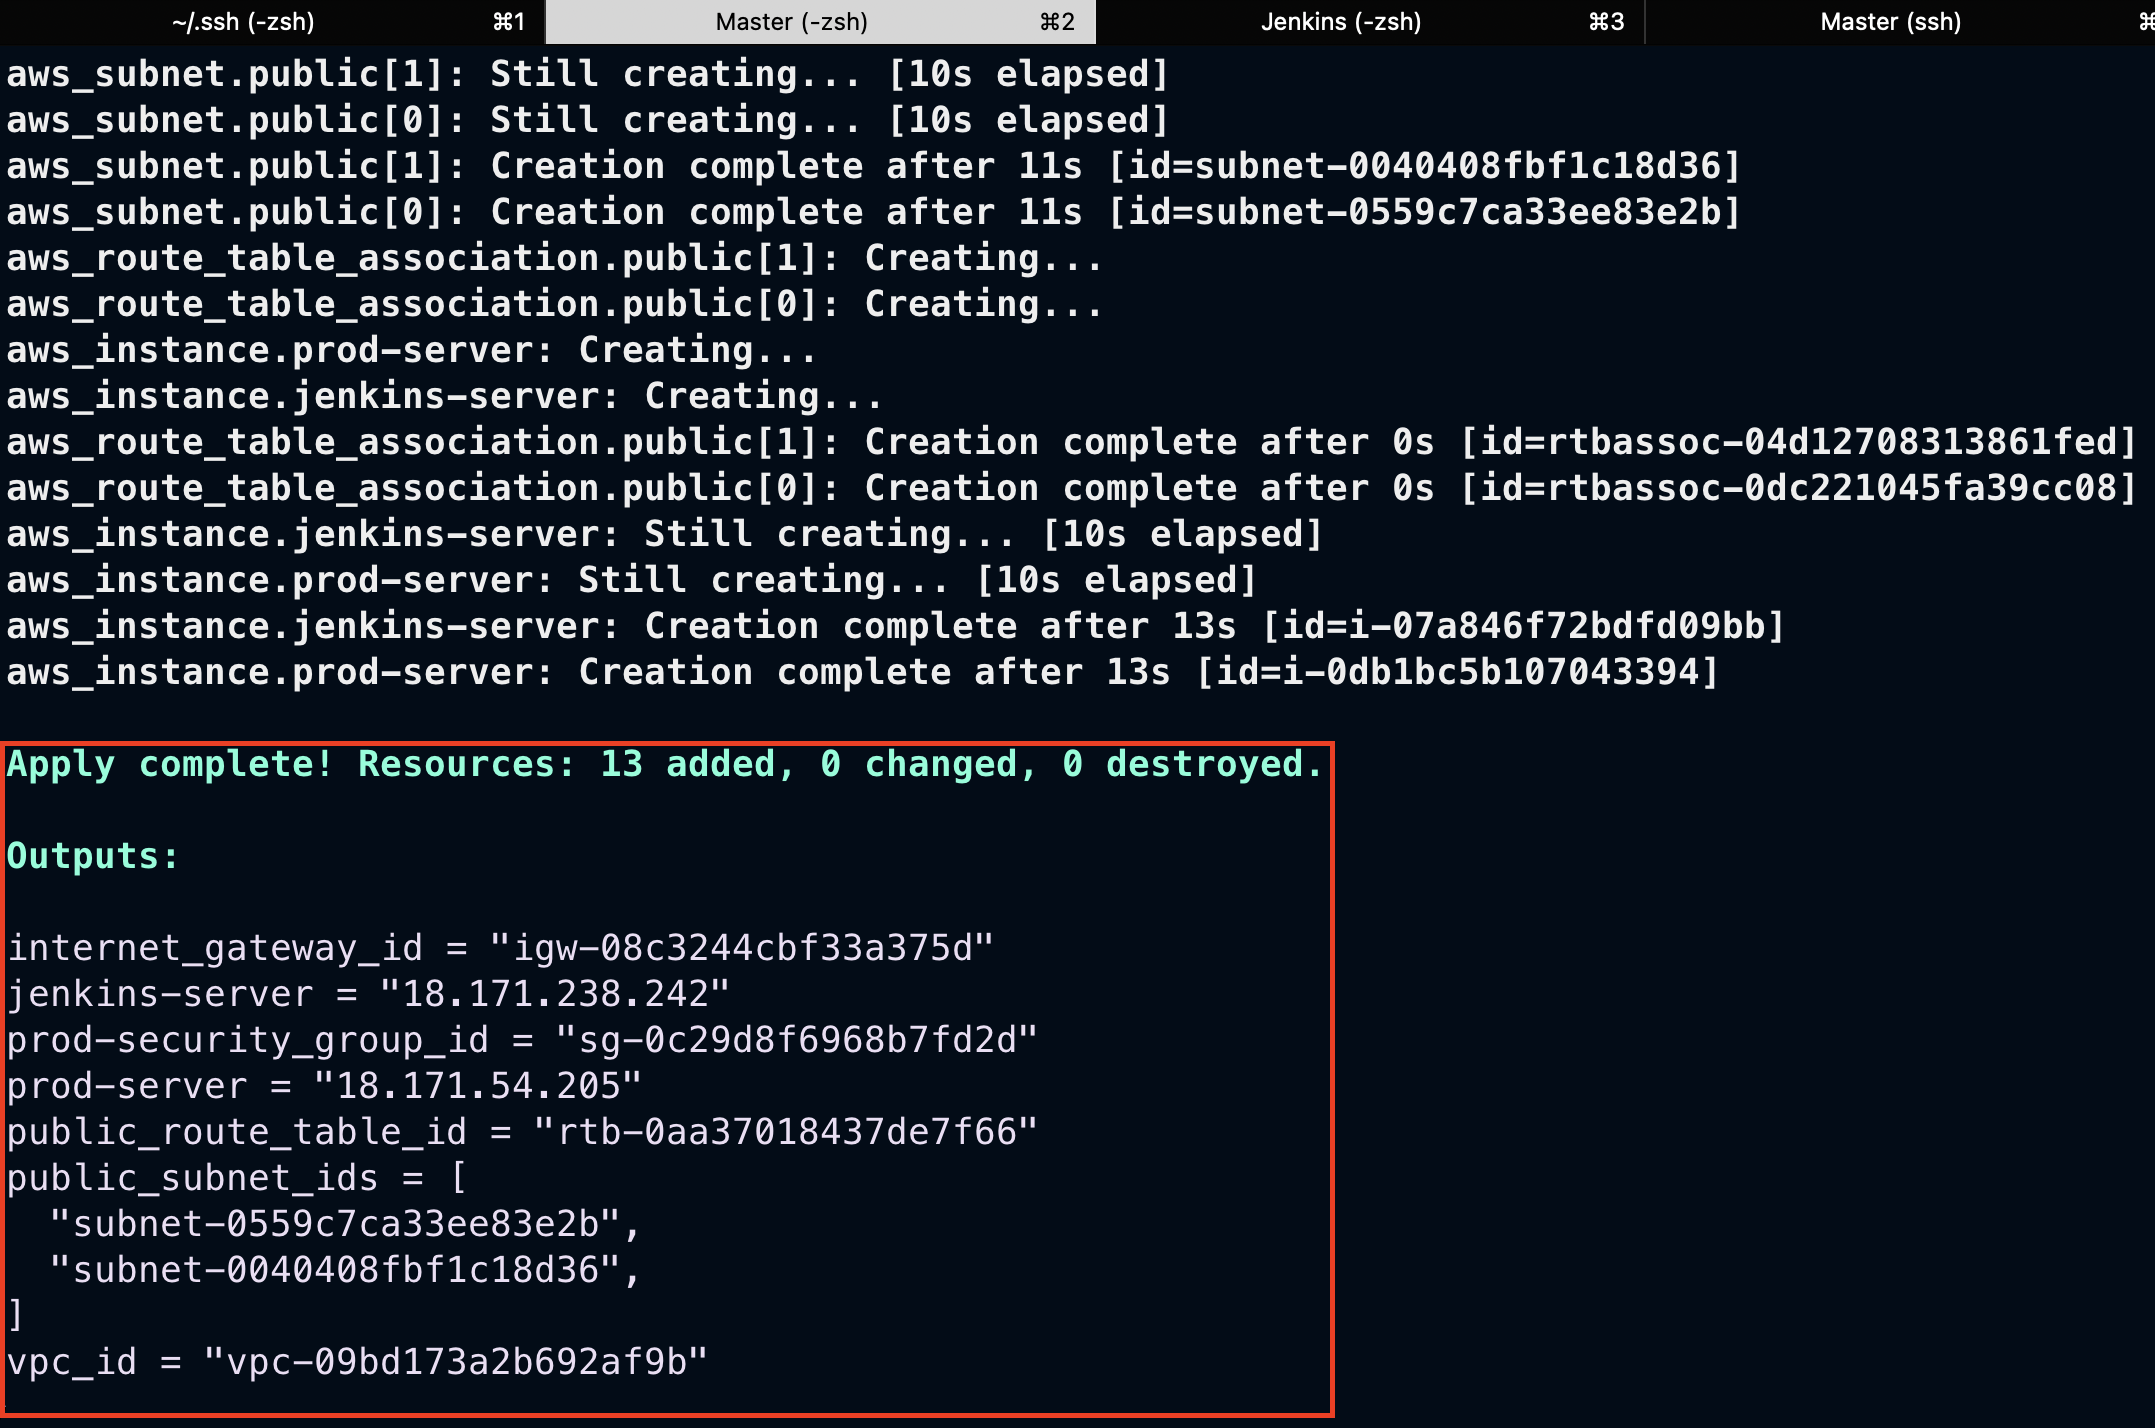 ~/.ssh (-zsh) ⌘1 Master (-zsh) ⌘2 Jenkins (-zsh) ⌘3 Master (ssh) ⌘
aws_subnet.public[1]: Still creating... [10s elapsed]
aws_subnet.public[0]: Still creating... [10s elapsed]
aws_subnet.public[1]: Creation complete after 11s [id=subnet-0040408fbf1c18d36]
aws_subnet.public[0]: Creation complete after 11s [id=subnet-0559c7ca33ee83e2b]
aws_route_table_association.public[1]: Creating...
aws_route_table_association.public[0]: Creating...
aws_instance.prod-server: Creating...
aws_instance.jenkins-server: Creating...
aws_route_table_association.public[1]: Creation complete after 0s [id=rtbassoc-04d12708313861fed]
aws_route_table_association.public[0]: Creation complete after 0s [id=rtbassoc-0dc221045fa39cc08]
aws_instance.jenkins-server: Still creating... [10s elapsed]
aws_instance.prod-server: Still creating... [10s elapsed]
aws_instance.jenkins-server: Creation complete after 13s [id=i-07a846f72bdfd09bb]
aws_instance.prod-server: Creation complete after 13s [id=i-0db1bc5b107043394]
Apply complete! Resources: 13 added, 0 changed, 0 destroyed.
Outputs:
internet_gateway_id = "igw-08c3244cbf33a375d"
jenkins-server = "18.171.238.242"
prod-security_group_id = "sg-0c29d8f6968b7fd2d"
prod-server = "18.171.54.205"
public_route_table_id = "rtb-0aa37018437de7f66"
public_subnet_ids = [
  "subnet-0559c7ca33ee83e2b",
  "subnet-0040408fbf1c18d36",
]
vpc_id = "vpc-09bd173a2b692af9b"